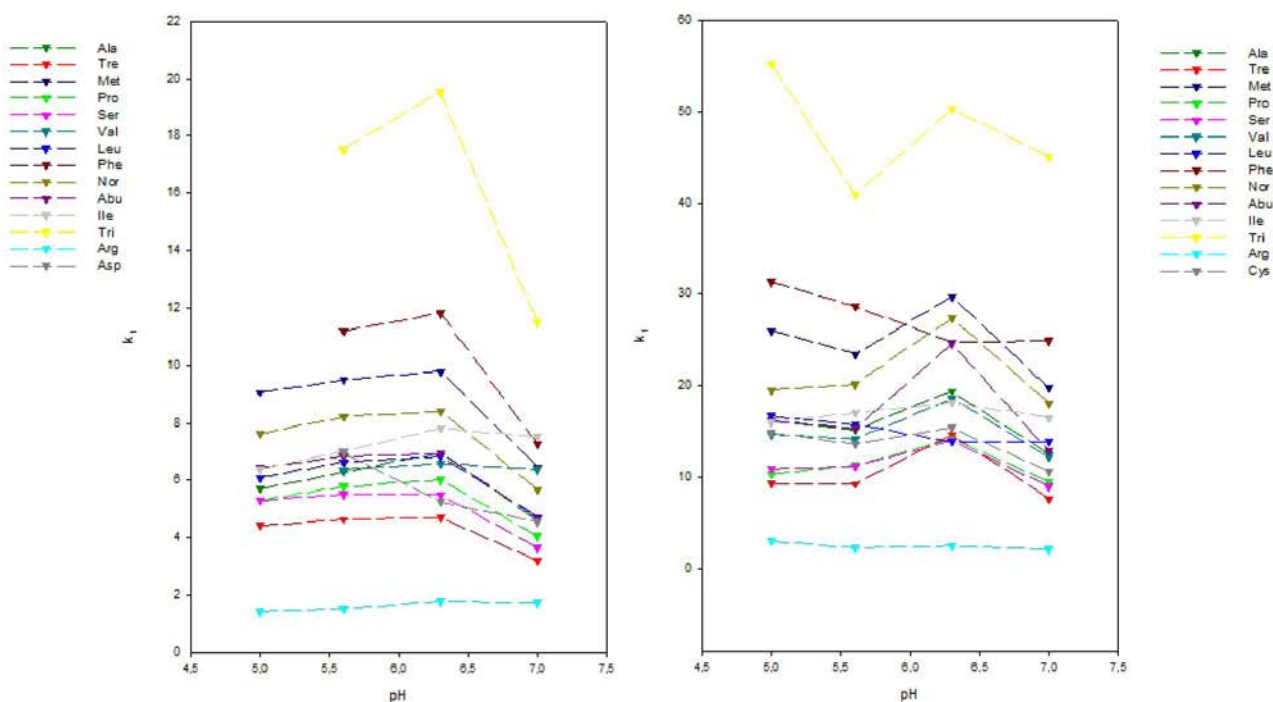 Ala
Tre
Met
Pro
Ser
Val
Leu
Phe
Nor
Abu
Ile
Tri
Arg
Asp
k1
22
20
18
16
14
12
10
8
6
4
2
0
4,5
5,0
5,5
6,0
6,5
7,0
7,5
pH
k1
60
50
40
30
20
10
0
4,5
5,0
5,5
6,0
6,5
7,0
7,5
pH
Ala
Tre
Met
Pro
Ser
Val
Leu
Phe
Nor
Abu
Ile
Tri
Arg
Cys